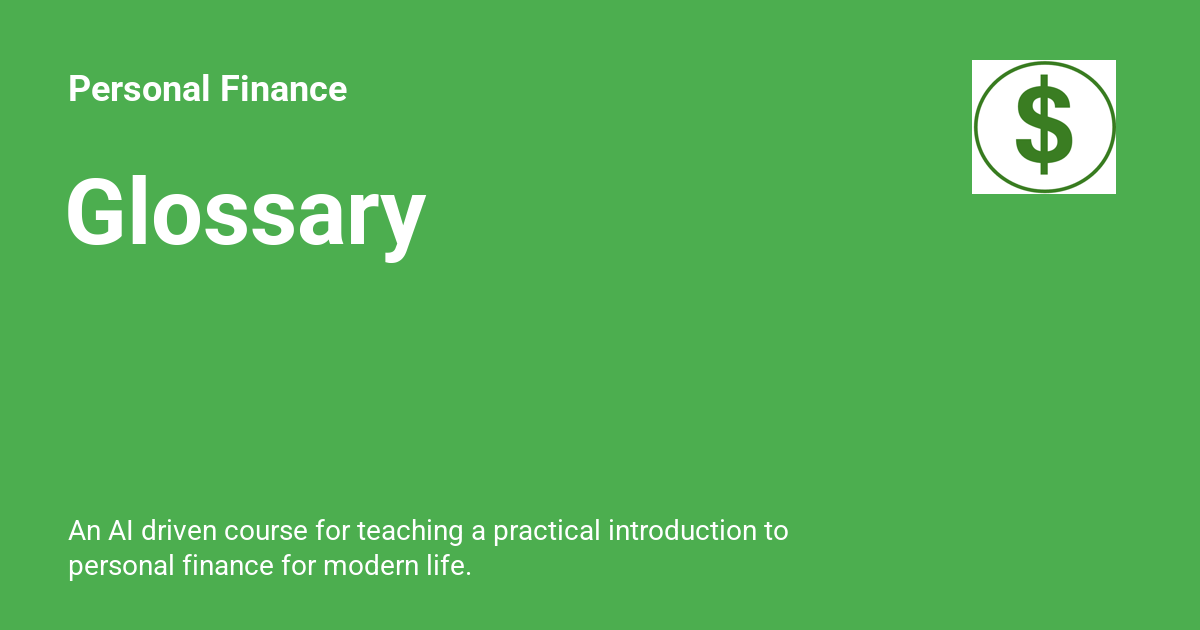 Personal Finance
$
Glossary
An AI driven course for teaching a practical introduction to
personal finance for modern life.